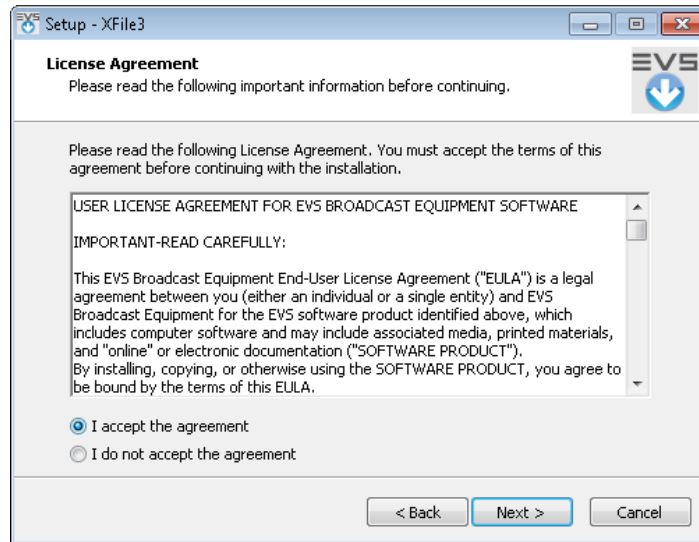 EVS Setup - XFile3
License Agreement
Please read the following important information before continuing.
EVS
Please read the following License Agreement. You must accept the terms of this
agreement before continuing with the installation.
USER LICENSE AGREEMENT FOR EVS BROADCAST EQUIPMENT SOFTWARE
IMPORTANT-READ CAREFULLY:
This EVS Broadcast Equipment End-User License Agreement ("EULA") is a legal
agreement between you (either an individual or a single entity) and EVS
Broadcast Equipment for the EVS software product identified above, which
includes computer software and may include associated media, printed materials,
and "online" or electronic documentation ("SOFTWARE PRODUCT").
By installing, copying, or otherwise using the SOFTWARE PRODUCT, you agree to
be bound by the terms of this EULA.
I accept the agreement
I do not accept the agreement
< Back Next > Cancel